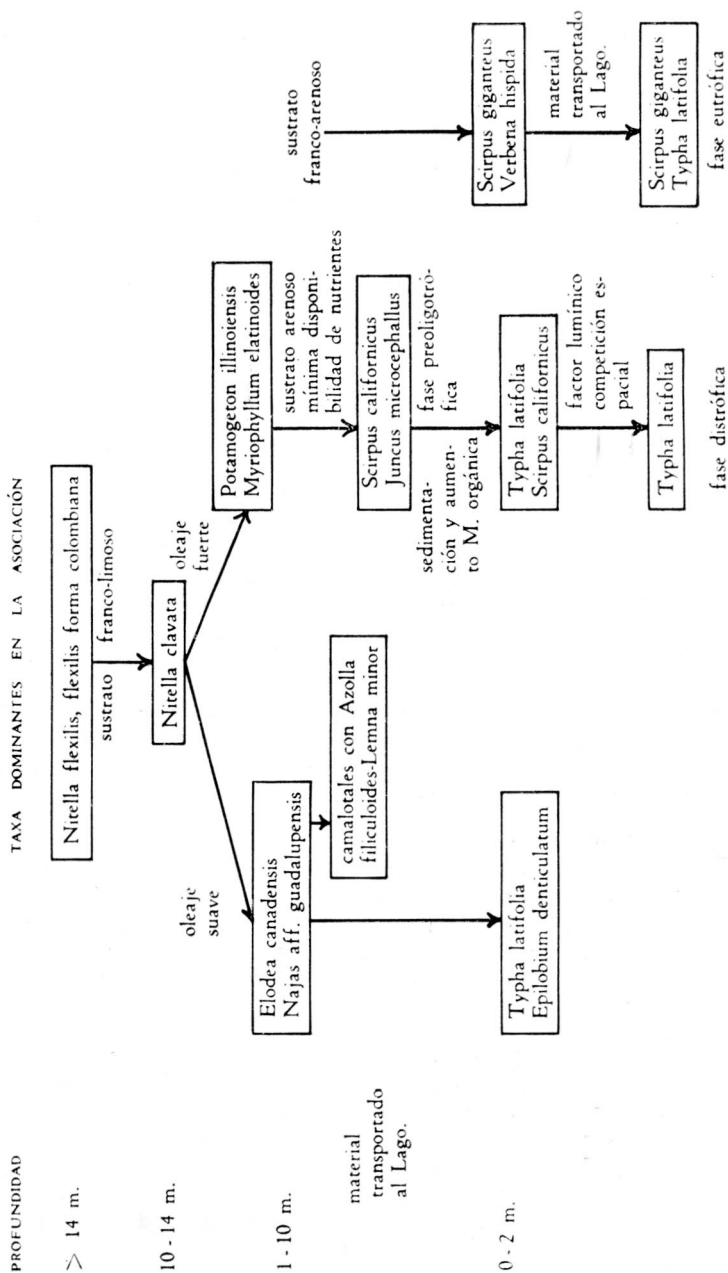 TAXA DOMINANTES EN LA ASOCIACIÓN
PROFUNDIDAD
> 14 m.
Nitella flexilis, flexilis forma colombiana
sustrato franco-limoso
10 - 14 m.
Nitella clavata
oleaje
suave
oleaje
fuerte
1 - 10 m.
Elodea canadensis
Najas aff. guadalupensis
camalotales con Azolla
filiculoides-Lemna minor
Potamogeton illinoiensis
Myriophyllum elatinoides
sustrato arenoso
mínima disponi-
bilidad de nutrientes
sustrato
franco-arenoso
material
transportado
al Lago.
Scirpus californicus
Juncus microcephallus
sedimenta-
ción y aumen-
to M. orgánica
fase preoligotró-
fica
Scirpus giganteus
Verbena hispida
material
transportado
al Lago.
0 - 2 m.
Typha latifolia
Epilobium denticulatum
Typha latifolia
Scirpus californicus
factor lumínico
competición es-
pacial
Typha latifolia
fase distrófica
Scirpus giganteus
Typha latifolia
fase eutrófica